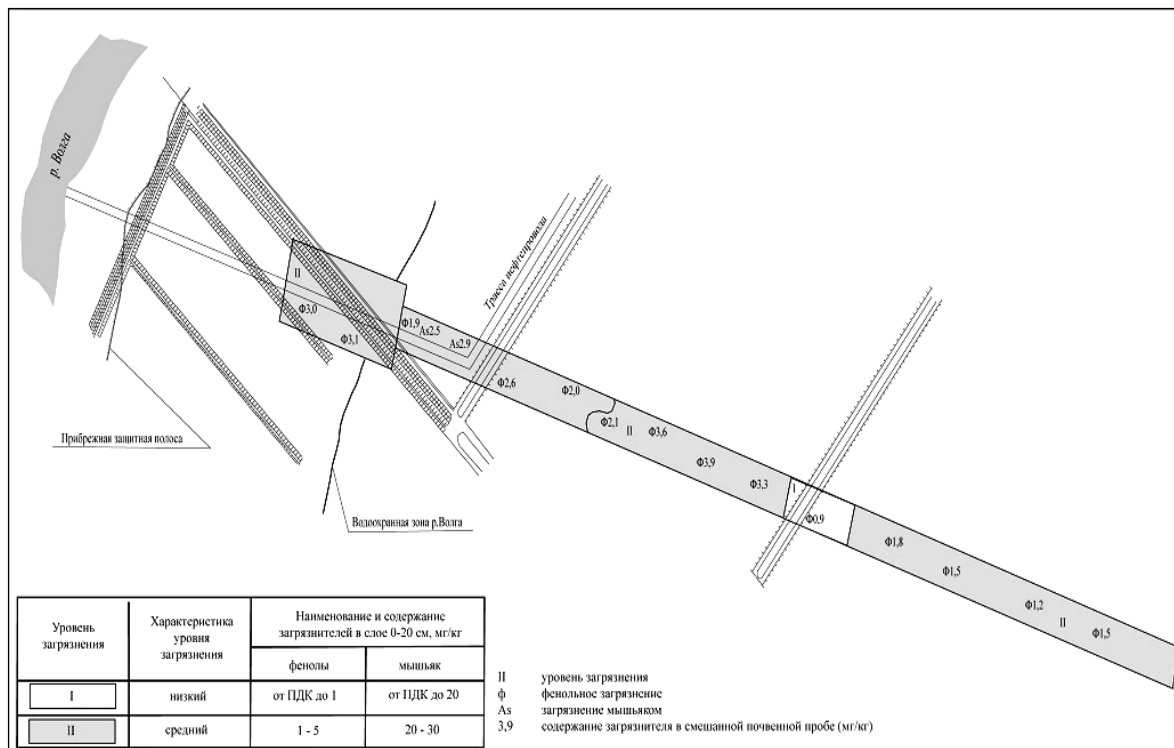 р. Волга
Трасса нефтепровода
II
Ф3,0
Ф3,1
Ф1,9
As2.5
As2.9
Ф2,6
Ф2,0
Ф2,1
II
Ф3,6
Ф3,9
Ф3,3
I
Ф0,9
Ф1,8
Ф1,5
Ф1,2
II
Ф1,5
Прибрежная защитная полоса
Водоохранная зона р.Волга
Уровень
загрязнения
Характеристика
уровня
загрязнения
Наименование и содержание
загрязнителей в слое 0-20 см, мг/кг
фенолы
мышьяк
I
низкий
от ПДК до 1
от ПДК до 20
II
средний
1 - 5
20 - 30
II уровень загрязнения
ф фенольное загрязнение
As загрязнение мышьяком
3,9 содержание загрязнителя в смешанной почвенной пробе (мг/кг)